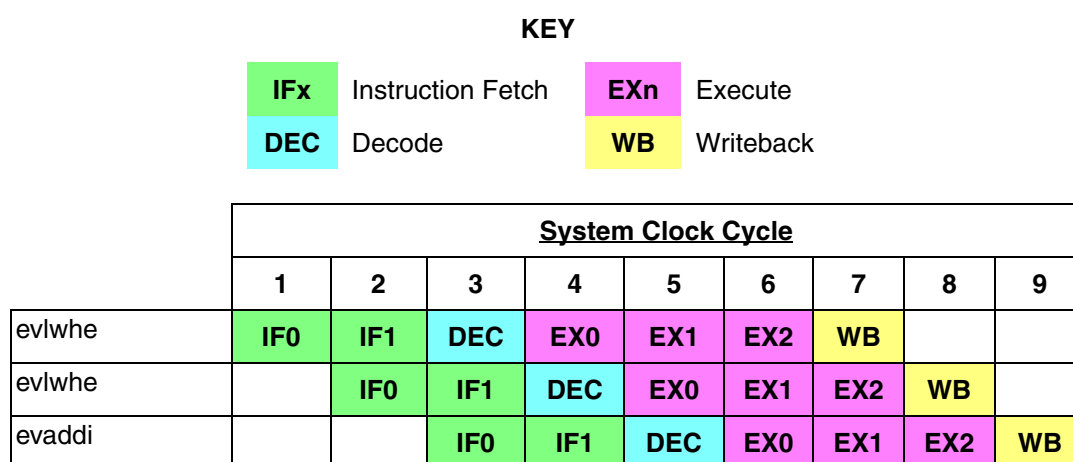 KEY
IFx Instruction Fetch EXn Execute
DEC Decode WB Writeback
System Clock Cycle
1 2 3 4 5 6 7 8 9
evlwhe IF0 IF1 DEC EX0 EX1 EX2 WB
evlwhe IF0 IF1 DEC EX0 EX1 EX2 WB
evaddi IF0 IF1 DEC EX0 EX1 EX2 WB